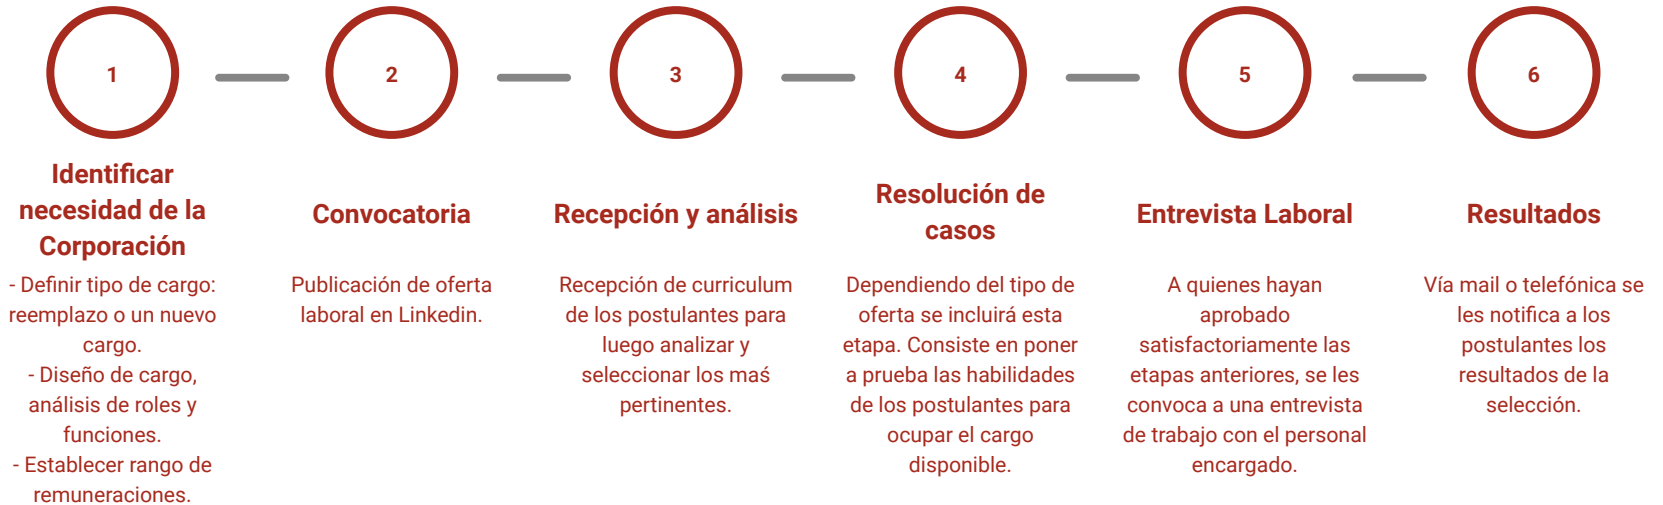 1
Identificar
necesidad de la
Corporación
- Definir tipo de cargo:
reemplazo o un nuevo
cargo.
- Diseño de cargo,
análisis de roles y
funciones.
- Establecer rango de
remuneraciones.
2
Convocatoria
Publicación de oferta
laboral en Linkedin.
3
Recepción y análisis
Recepción de curriculum
de los postulantes para
luego analizar y
seleccionar los maś
pertinentes.
4
Resolución de
casos
Dependiendo del tipo de
oferta se incluirá esta
etapa. Consiste en poner
a prueba las habilidades
de los postulantes para
ocupar el cargo
disponible.
5
Entrevista Laboral
A quienes hayan
aprobado
satisfactoriamente las
etapas anteriores, se les
convoca a una entrevista
de trabajo con el personal
encargado.
6
Resultados
Vía mail o telefónica se
les notifica a los
postulantes los
resultados de la
selección.